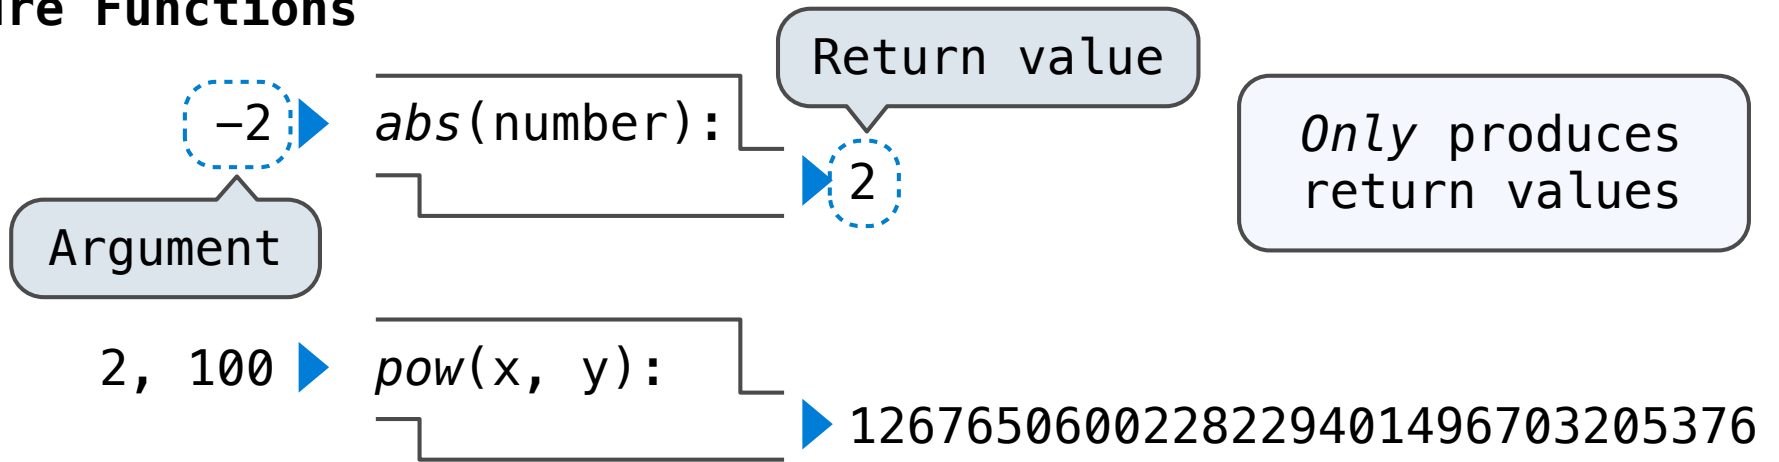 Functions
Return value
−2
abs(number):
Only produces
return values
2
Argument
2, 100
pow(x, y):
1267650600228229401496703205376